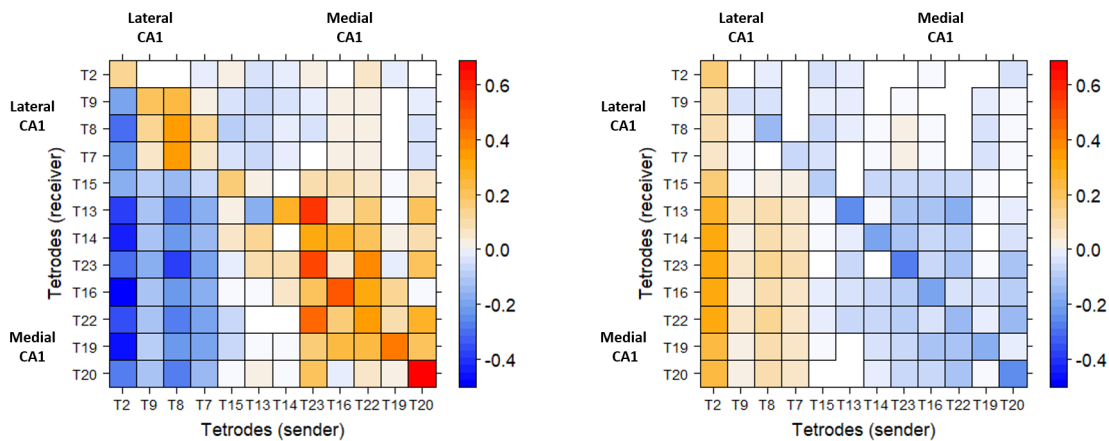 Lateral
CA1
Medial
CA1
Lateral
CA1
Medial
CA1
Tetrodes (receiver)
T2
T9
T8
T7
T15
T13
T14
T23
T16
T22
T19
T20
T2 T9 T8 T7 T15 T13 T14 T23 T16 T22 T19 T20
Tetrodes (sender)
0.6
0.4
0.2
0.0
-0.2
-0.4
Lateral
CA1
Medial
CA1
Lateral
CA1
Medial
CA1
Tetrodes (receiver)
T2
T9
T8
T7
T15
T13
T14
T23
T16
T22
T19
T20
T2 T9 T8 T7 T15 T13 T14 T23 T16 T22 T19 T20
Tetrodes (sender)
0.6
0.4
0.2
0.0
-0.2
-0.4